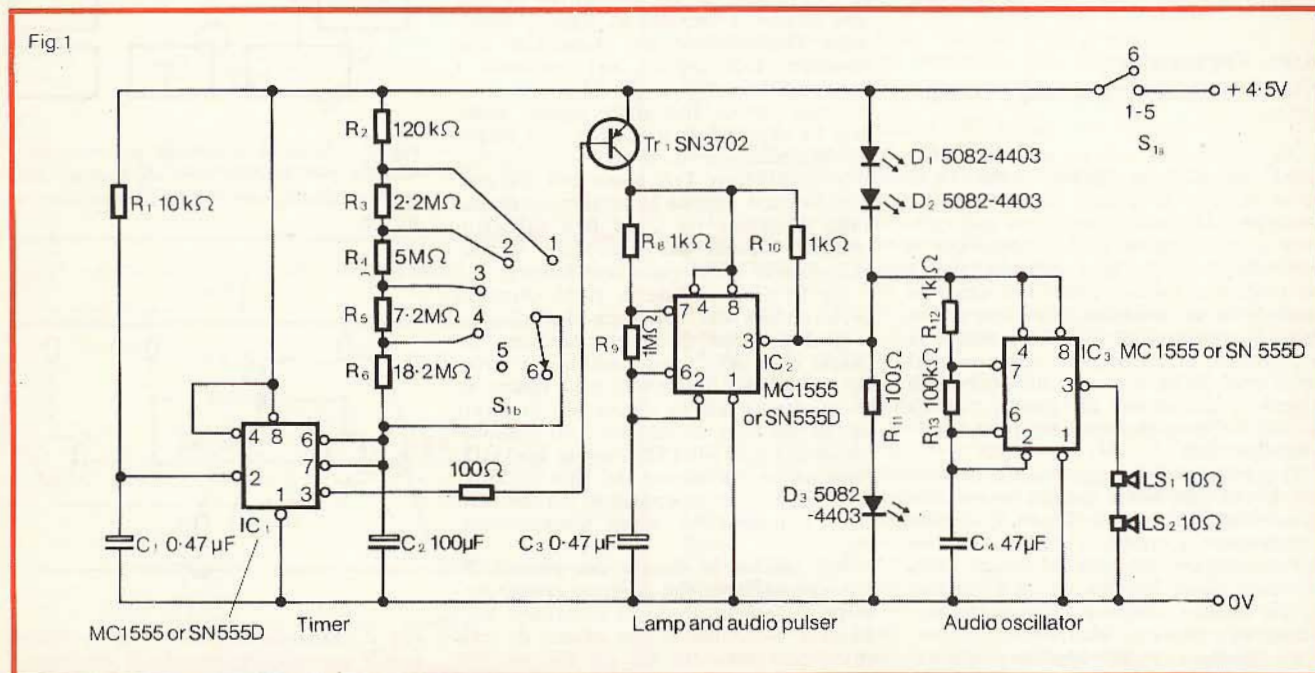 Fig.1
6
+ 4·5V
1-5
S1a
R2
120 kΩ
Tr1 SN3702
D1 5082-4403
D2 5082-4403
R1 10 kΩ
R3
2·2MΩ
R4
5MΩ
R5
7·2MΩ
R6
18·2MΩ
1
2
3
4
5
6
S1b
R8 1kΩ
R10
1kΩ
R9
1MΩ
7
4
8
6
2
1
3
IC2
MC1555
or SN555D
R11 100Ω
D3 5082
-4403
R12 1kΩ
R13 100kΩ
4
8
7
6
2
1
3
IC3 MC1555 or SN 555D
LS1 10Ω
LS2 10Ω
4
8
2
1
6
7
3
IC1
100Ω
C1 0·47μF
C2 100μF
C3 0·47μF
C4 47μF
0V
MC1555 or SN555D
Timer
Lamp and audio pulser
Audio oscillator